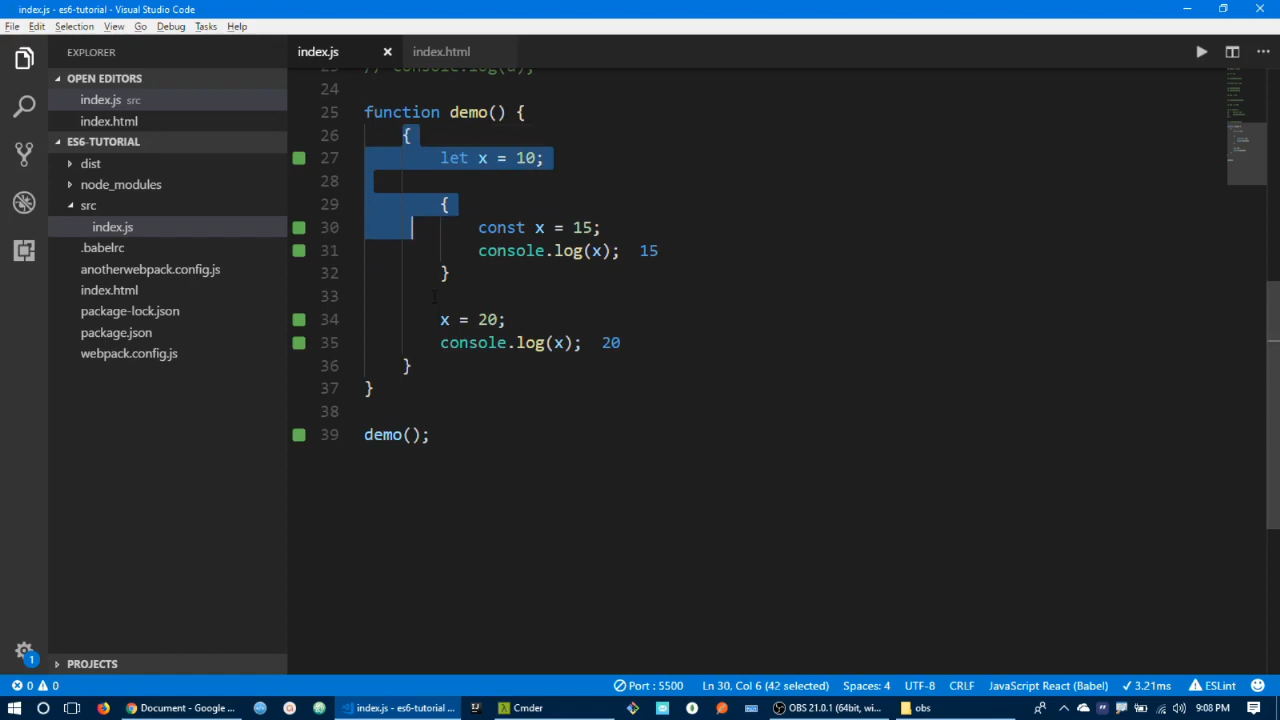 index.js - es6-tutorial - Visual Studio Code
File Edit Selection View Go Debug Tasks Help
EXPLORER
OPEN EDITORS
index.js src
index.html
ES6-TUTORIAL
dist
node_modules
src
index.js
.babelrc
anotherwebpack.config.js
index.html
package-lock.json
package.json
webpack.config.js
PROJECTS
index.js index.html
23 // console.log(a);
24
25 function demo() {
26 {
27 let x = 10;
28
29 {
30 const x = 15;
31 console.log(x); 15
32 }
33
34 x = 20;
35 console.log(x); 20
36 }
37 }
38
39 demo();
1
0 0 Port : 5500 Ln 30, Col 6 (42 selected) Spaces: 4 UTF-8 CRLF JavaScript React (Babel) ✓ 3.21ms ESLint
Document - Google ... index.js - es6-tutorial ... Cmder OBS 21.0.1 (64bit, wi... obs 9:08 PM